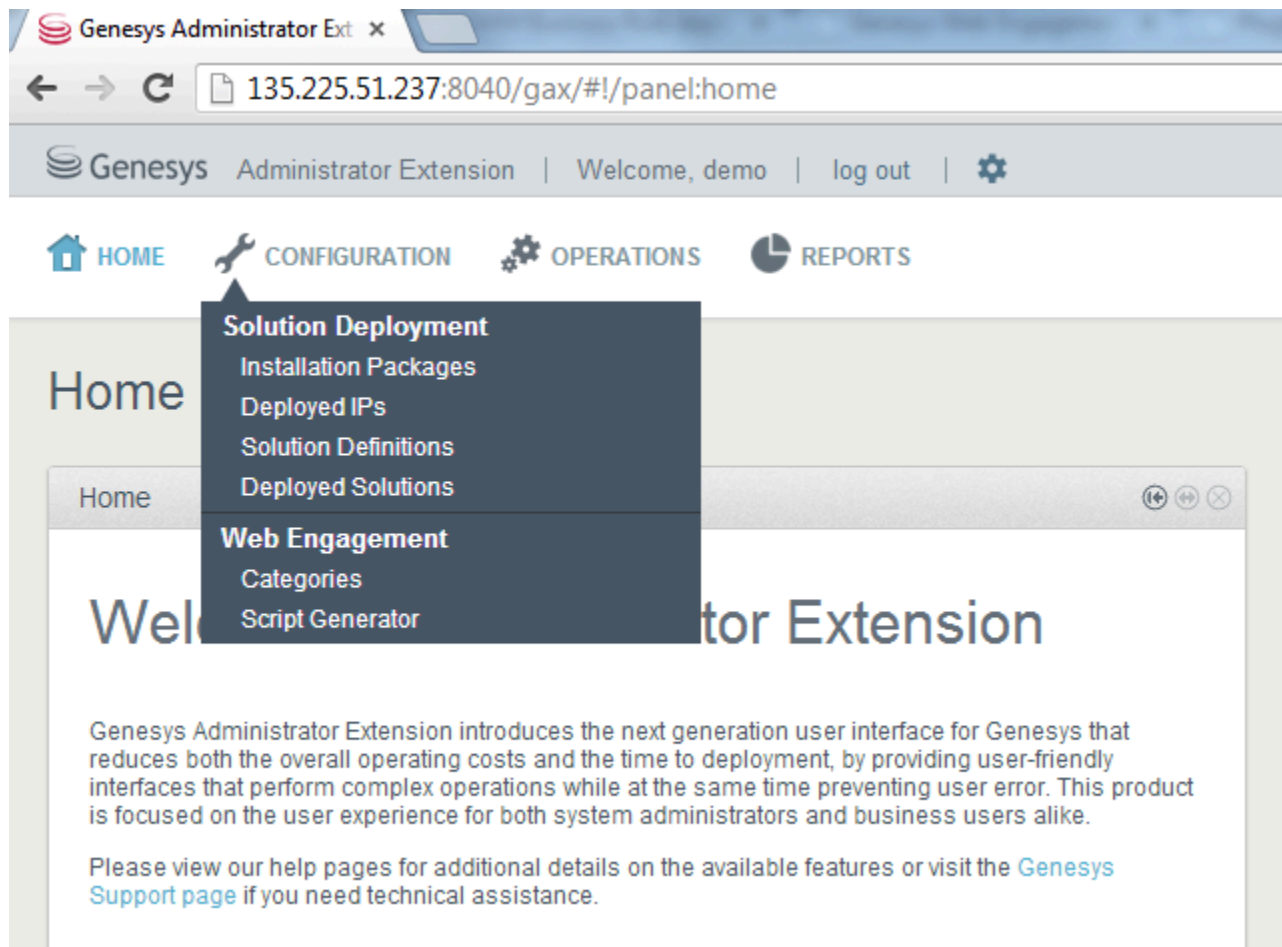 Genesys Administrator Ext
135.225.51.237:8040/gax/#!/panel:home
Genesys Administrator Extension | Welcome, demo | log out |
HOME CONFIGURATION OPERATIONS REPORTS
Solution Deployment
Installation Packages
Deployed IPs
Solution Definitions
Deployed Solutions
Web Engagement
Categories
Script Generator
Home
Home
Wel tor Extension
Genesys Administrator Extension introduces the next generation user interface for Genesys that
reduces both the overall operating costs and the time to deployment, by providing user-friendly
interfaces that perform complex operations while at the same time preventing user error. This product
is focused on the user experience for both system administrators and business users alike.
Please view our help pages for additional details on the available features or visit the Genesys
Support page if you need technical assistance.